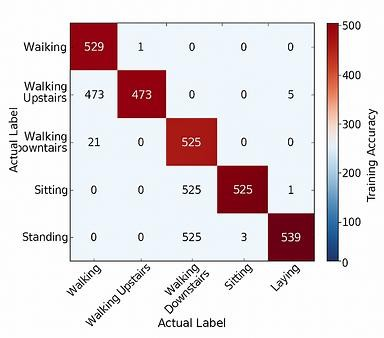 Waiking 529 1 0 0 0
Walking
Upstairs 473 473 0 0 5
Walking
Downtairs 21 0 525 0 0
Sitting 0 0 525 525 1
Standing 0 0 525 3 539
Actual Label
Walking Walking Upstairs Walking
Downstairs Sitting Laying
Actual Label
500
400
300
200
100
0
Training Accuracy